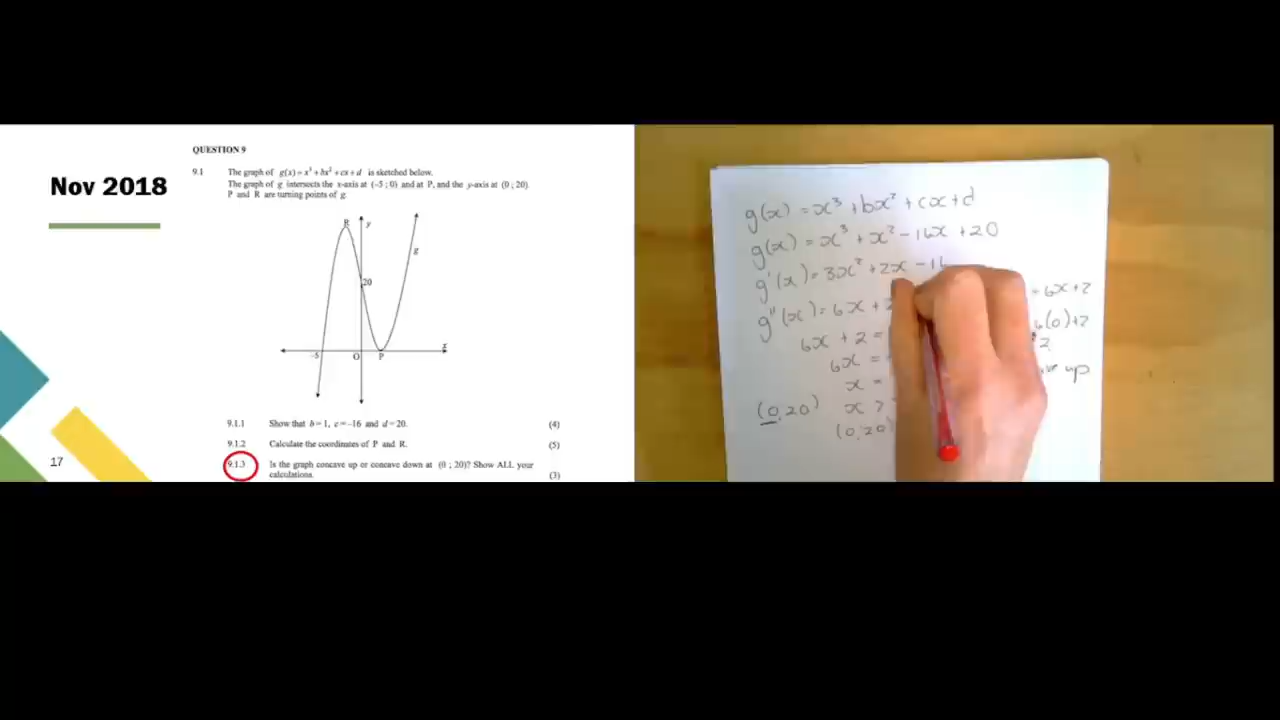 Nov 2018
17
QUESTION 9
9.1 The graph of g(x) = x³ + bx² + cx + d is sketched below.
The graph of g intersects the x-axis at (–5 ; 0) and at P, and the y-axis at (0 ; 20).
P and R are turning points of g.
R y
g
20
x
–5 O P
9.1.1 Show that b = 1, c = –16 and d = 20. (4)
9.1.2 Calculate the coordinates of P and R. (5)
9.1.3 Is the graph concave up or concave down at (0 ; 20)? Show ALL your
calculations. (3)
g(x) = x³ + bx² + cx + d
g(x) = x³ + x² - 16x + 20
g'(x) = 3x² + 2x - 16
g''(x) = 6x + 2
6x + 2 =
6x =
x =
(0,20) x >
(0,20)
= 6x + 2
6(0) + 2
2
up